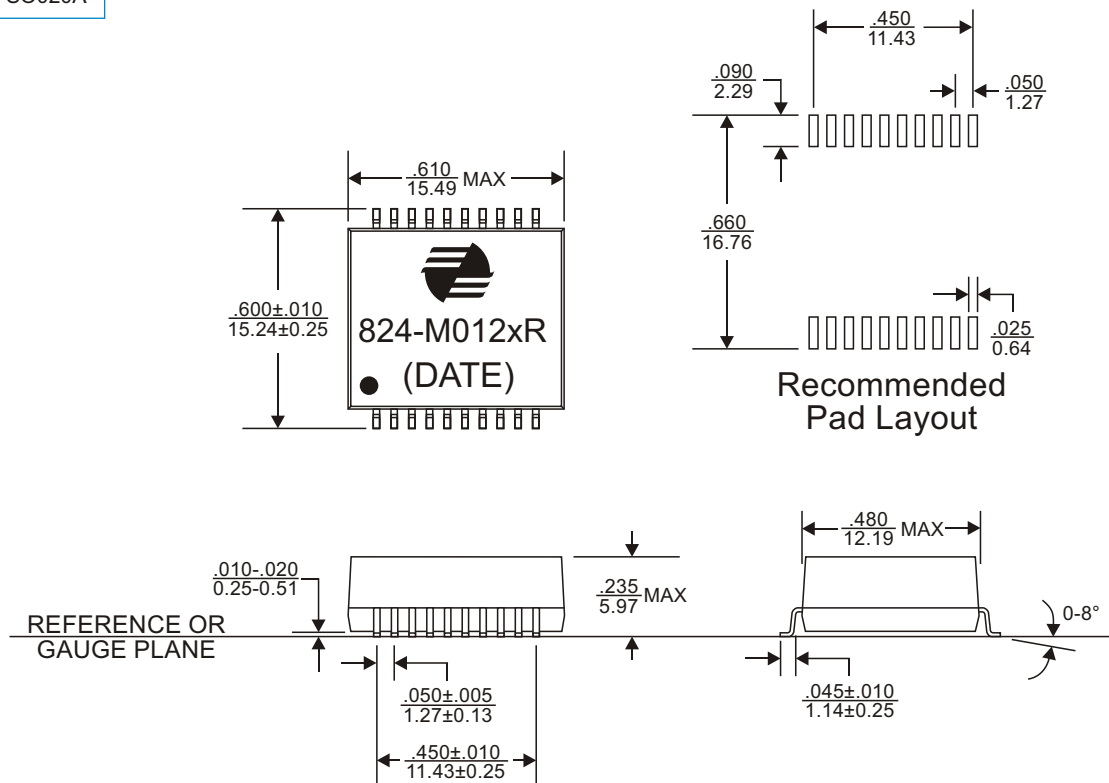 .450
11.43
.090
2.29
.050
1.27
.610
15.49 MAX
.660
16.76
.600±.010
15.24±0.25
824-M012xR
(DATE)
.025
0.64
Recommended
Pad Layout
.480
12.19 MAX
.010-.020
0.25-0.51
.235
5.97 MAX
0-8°
REFERENCE OR
GAUGE PLANE
.050±.005
1.27±0.13
.045±.010
1.14±0.25
.450±.010
11.43±0.25